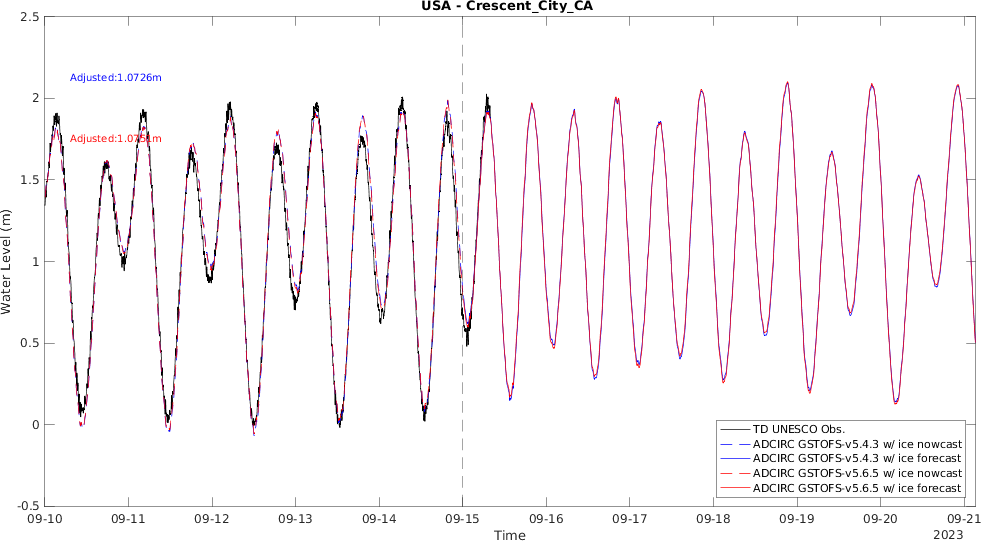 USA - Crescent_City_CA
2.5
2
1.5
1
0.5
0
-0.5
Water Level (m)
Adjusted:1.0726m
Adjusted:1.0751m
TD UNESCO Obs.
ADCIRC GSTOFS-v5.4.3 w/ ice nowcast
ADCIRC GSTOFS-v5.4.3 w/ ice forecast
ADCIRC GSTOFS-v5.6.5 w/ ice nowcast
ADCIRC GSTOFS-v5.6.5 w/ ice forecast
09-10 09-11 09-12 09-13 09-14 09-15 09-16 09-17 09-18 09-19 09-20 09-21
Time
2023